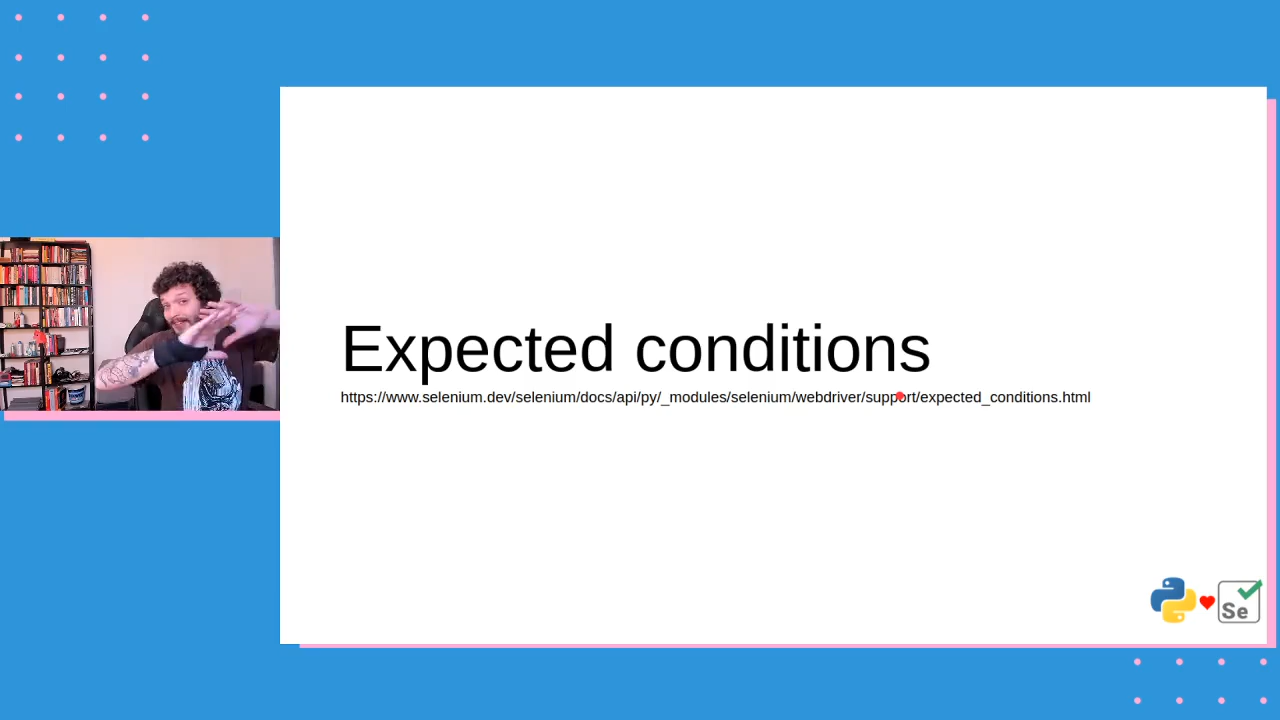 Expected conditions
https://www.selenium.dev/selenium/docs/api/py/_modules/selenium/webdriver/support/expected_conditions.html
Se